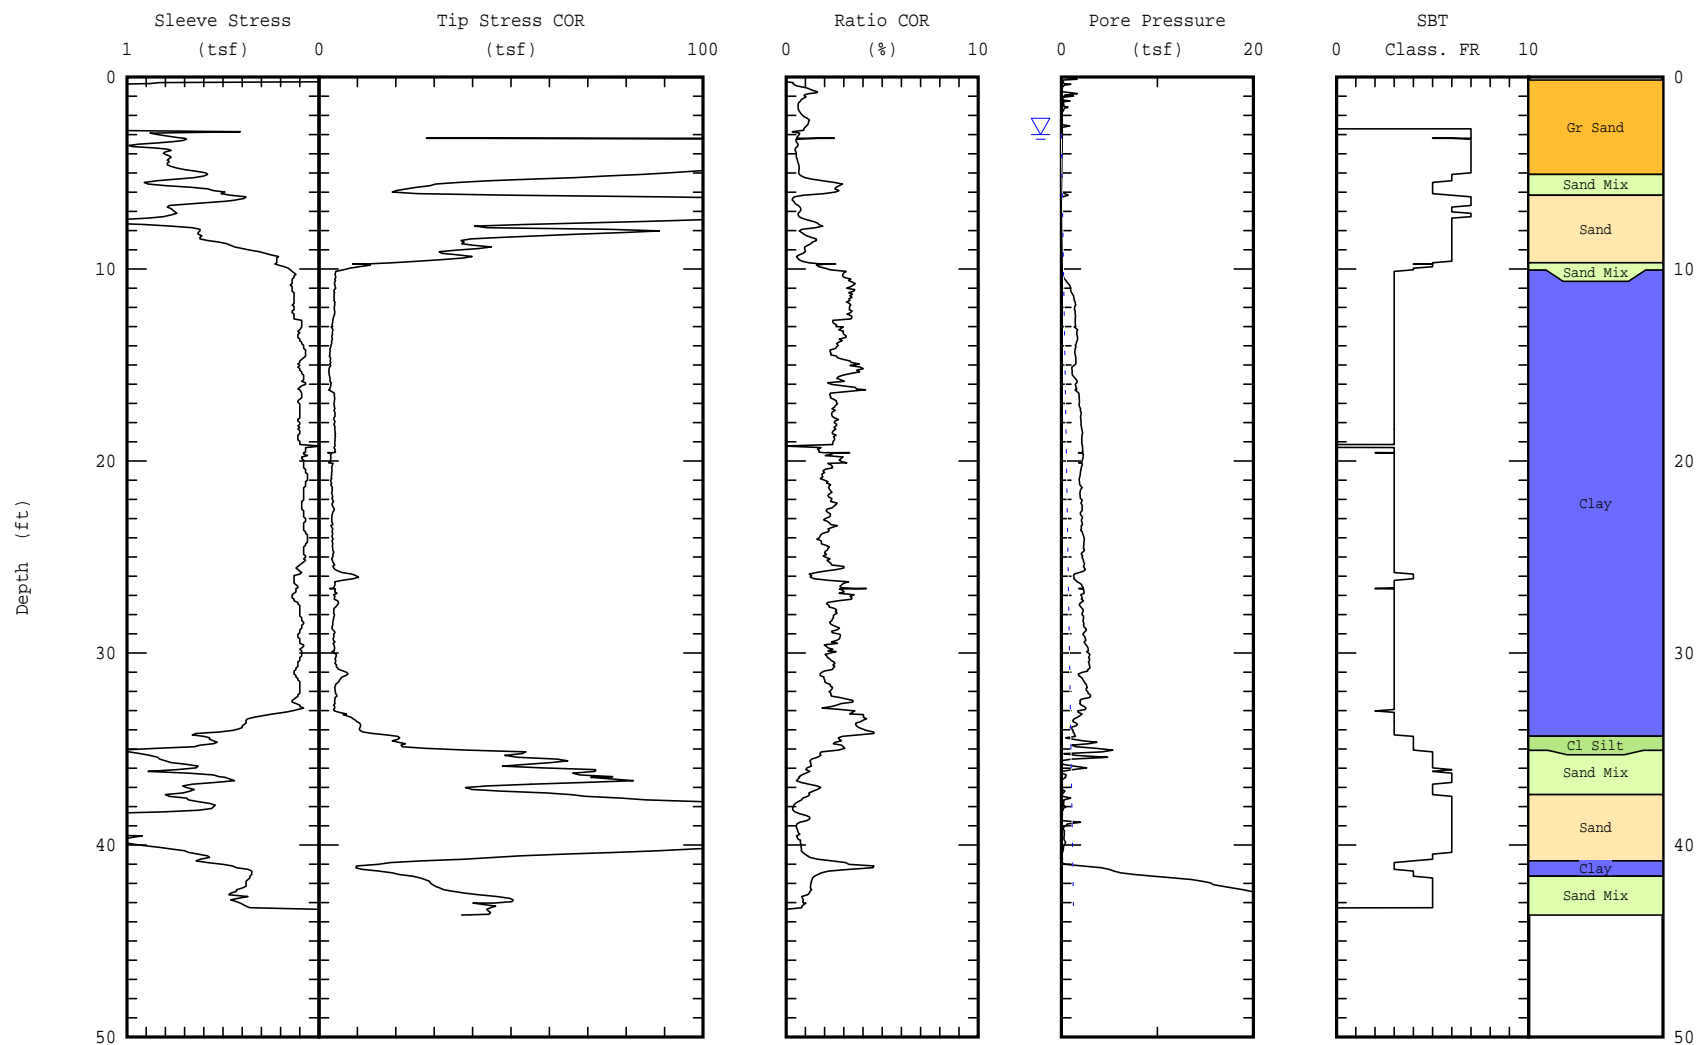 Sleeve Stress Tip Stress COR Ratio COR Pore Pressure SBT
1 (tsf) 0 (tsf) 100 0 (%) 10 0 (tsf) 20 0 Class. FR 10
0 0
Gr Sand
Sand Mix
Sand
10 Sand Mix 10
20 20
Clay
Depth (ft)
30 30
Cl Silt
Sand Mix
Sand
40 40
Clay
Sand Mix
50 50